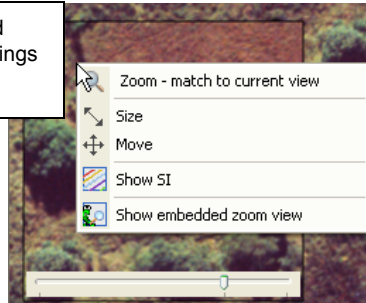 d
ings
Zoom - match to current view
Size
Move
Show SI
Show embedded zoom view